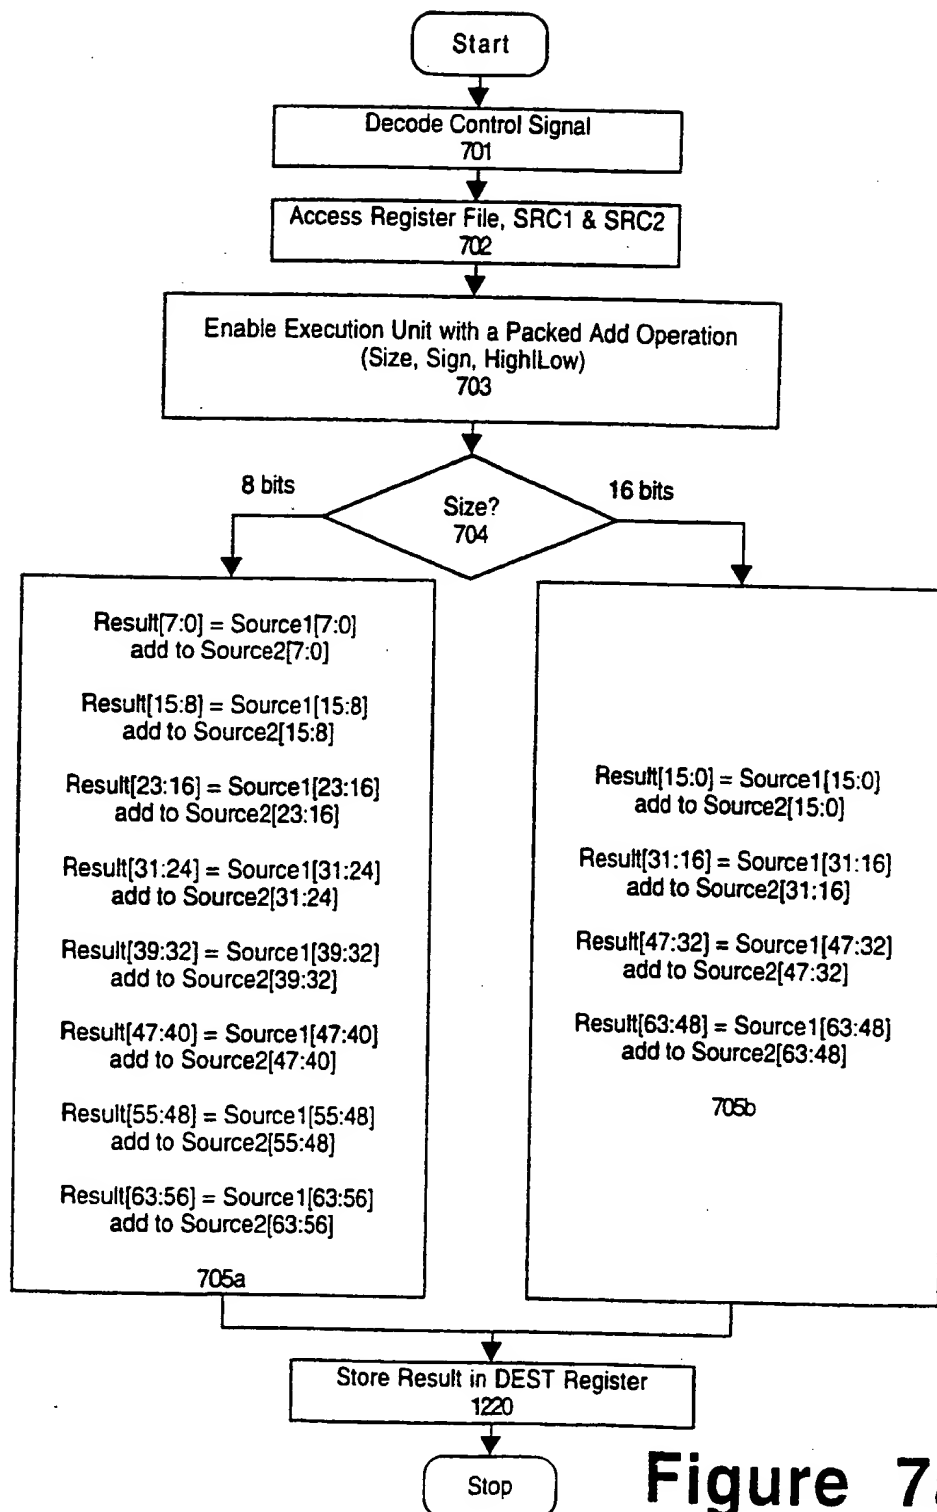 Start
Decode Control Signal
701
Access Register File, SRC1 & SRC2
702
Enable Execution Unit with a Packed Add Operation
(Size, Sign, High|Low)
703
8 bits
16 bits
Size?
704
Result[7:0] = Source1[7:0]
add to Source2[7:0]
Result[15:8] = Source1[15:8]
add to Source2[15:8]
Result[23:16] = Source1[23:16]
add to Source2[23:16]
Result[31:24] = Source1[31:24]
add to Source2[31:24]
Result[39:32] = Source1[39:32]
add to Source2[39:32]
Result[47:40] = Source1[47:40]
add to Source2[47:40]
Result[55:48] = Source1[55:48]
add to Source2[55:48]
Result[63:56] = Source1[63:56]
add to Source2[63:56]
705a
Result[15:0] = Source1[15:0]
add to Source2[15:0]
Result[31:16] = Source1[31:16]
add to Source2[31:16]
Result[47:32] = Source1[47:32]
add to Source2[47:32]
Result[63:48] = Source1[63:48]
add to Source2[63:48]
705b
Store Result in DEST Register
1220
Stop
Figure 7a